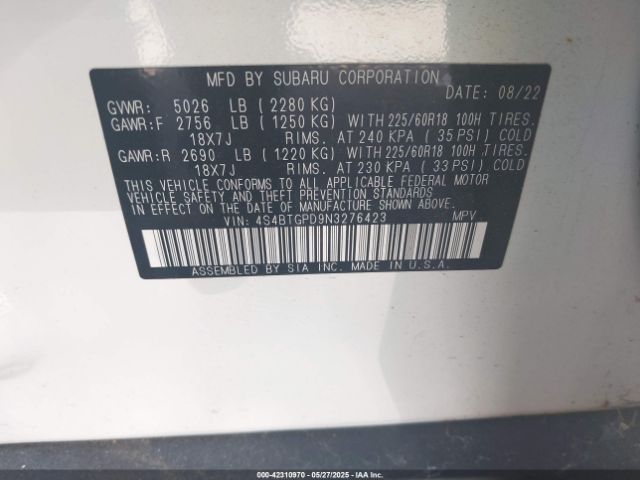 MFD BY SUBARU CORPORATION
DATE: 08/22
GVWR: 5026 LB (2280 KG)
GAWR:F 2756 LB (1250 KG) WITH 225/60R18 100H TIRES.
18X7J RIMS. AT 240 KPA (35 PSI) COLD
GAWR:R 2690 LB (1220 KG) WITH 225/60R18 100H TIRES.
18X7J RIMS. AT 230 KPA (33 PSI) COLD
THIS VEHICLE CONFORMS TO ALL APPLICABLE FEDERAL MOTOR
VEHICLE SAFETY AND THEFT PREVENTION STANDARDS
IN EFFECT ON THE DATE OF MANUFACTURE SHOWN ABOVE.
VIN: 4S4BTGPD9N3276423 MPV
ASSEMBLED BY SIA INC. MADE IN U.S.A.
000-42310970 05/27/2025 - IAA